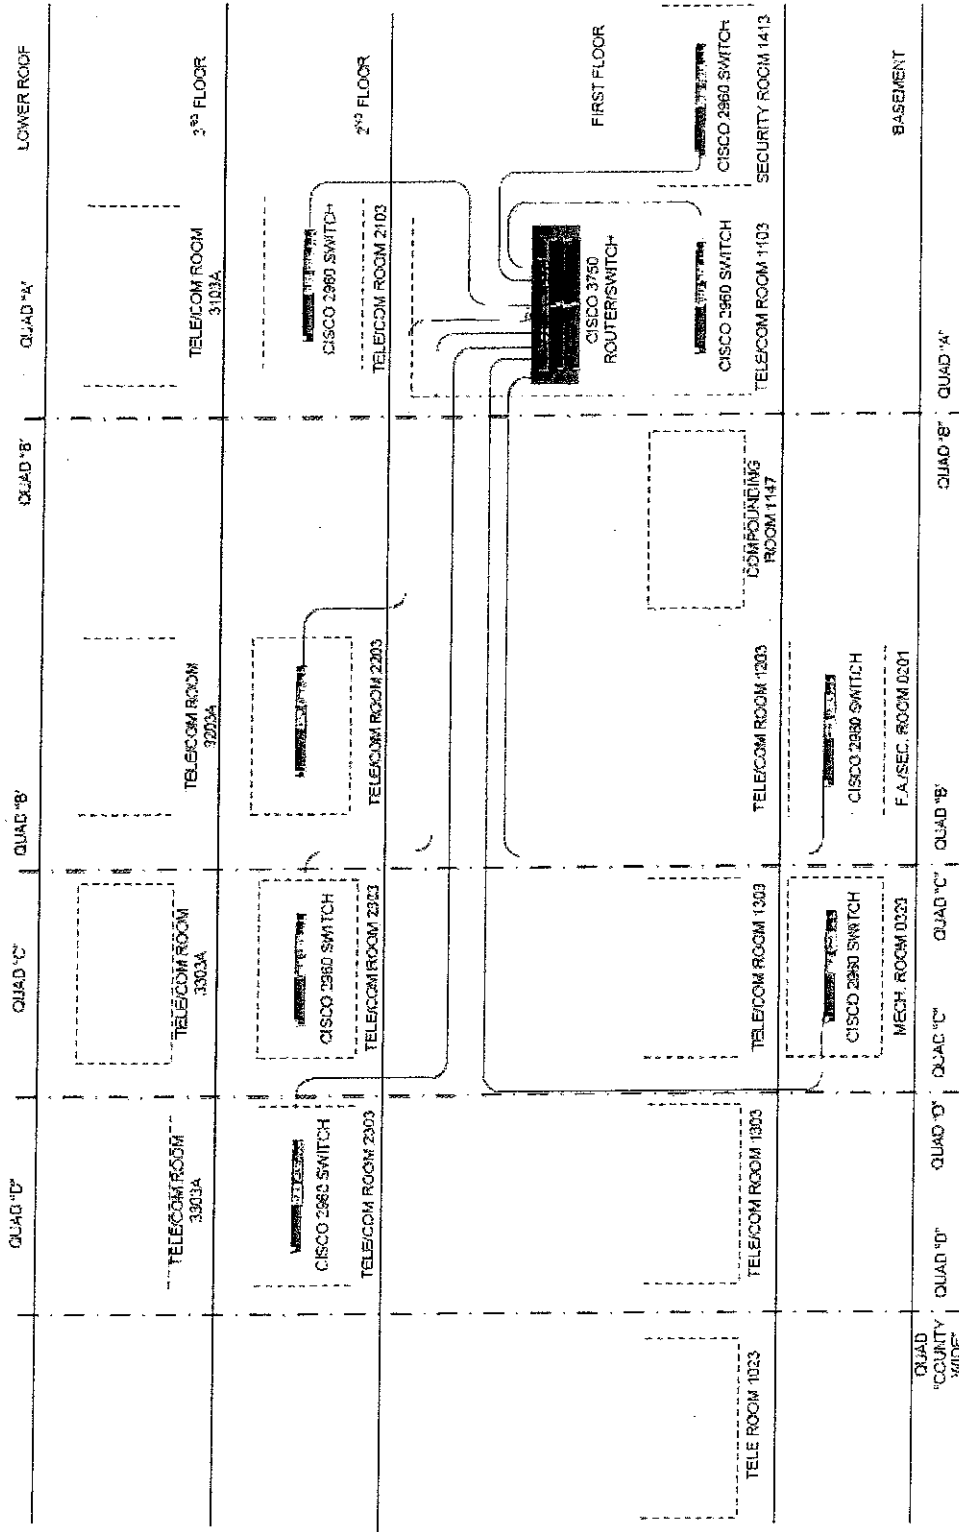 QUAD "D"
QUAD "C"
QUAD "B"
QUAD "B"
QUAD "A"
LOWER ROOF
TELE/COM ROOM
3303A
TELE/COM ROOM
3303A
TELE/COM ROOM
3203A
TELE/COM ROOM
3103A
3RD FLOOR
CISCO 2960 SWITCH
TELE/COM ROOM 2303
CISCO 2960 SWITCH
TELE/COM ROOM 2303
TELE/COM ROOM 2203
CISCO 2960 SWITCH
TELE/COM ROOM 2103
2ND FLOOR
CISCO 3750
ROUTER/SWITCH
FIRST FLOOR
TELE ROOM 1023
TELE/COM ROOM 1303
TELE/COM ROOM 1303
TELE/COM ROOM 1203
COMPOUNDING
ROOM 1147
CISCO 2960 SWITCH
TELE/COM ROOM 1103
CISCO 2960 SWITCH
SECURITY ROOM 1413
CISCO 2960 SWITCH
MECH. ROOM 0329
CISCO 2960 SWITCH
F.A./SEC. ROOM 0201
BASEMENT
QUAD
"COUNTY
WIDE"
QUAD "D"
QUAD "D"
QUAD "C"
QUAD "C"
QUAD "B"
QUAD "B"
QUAD "A"